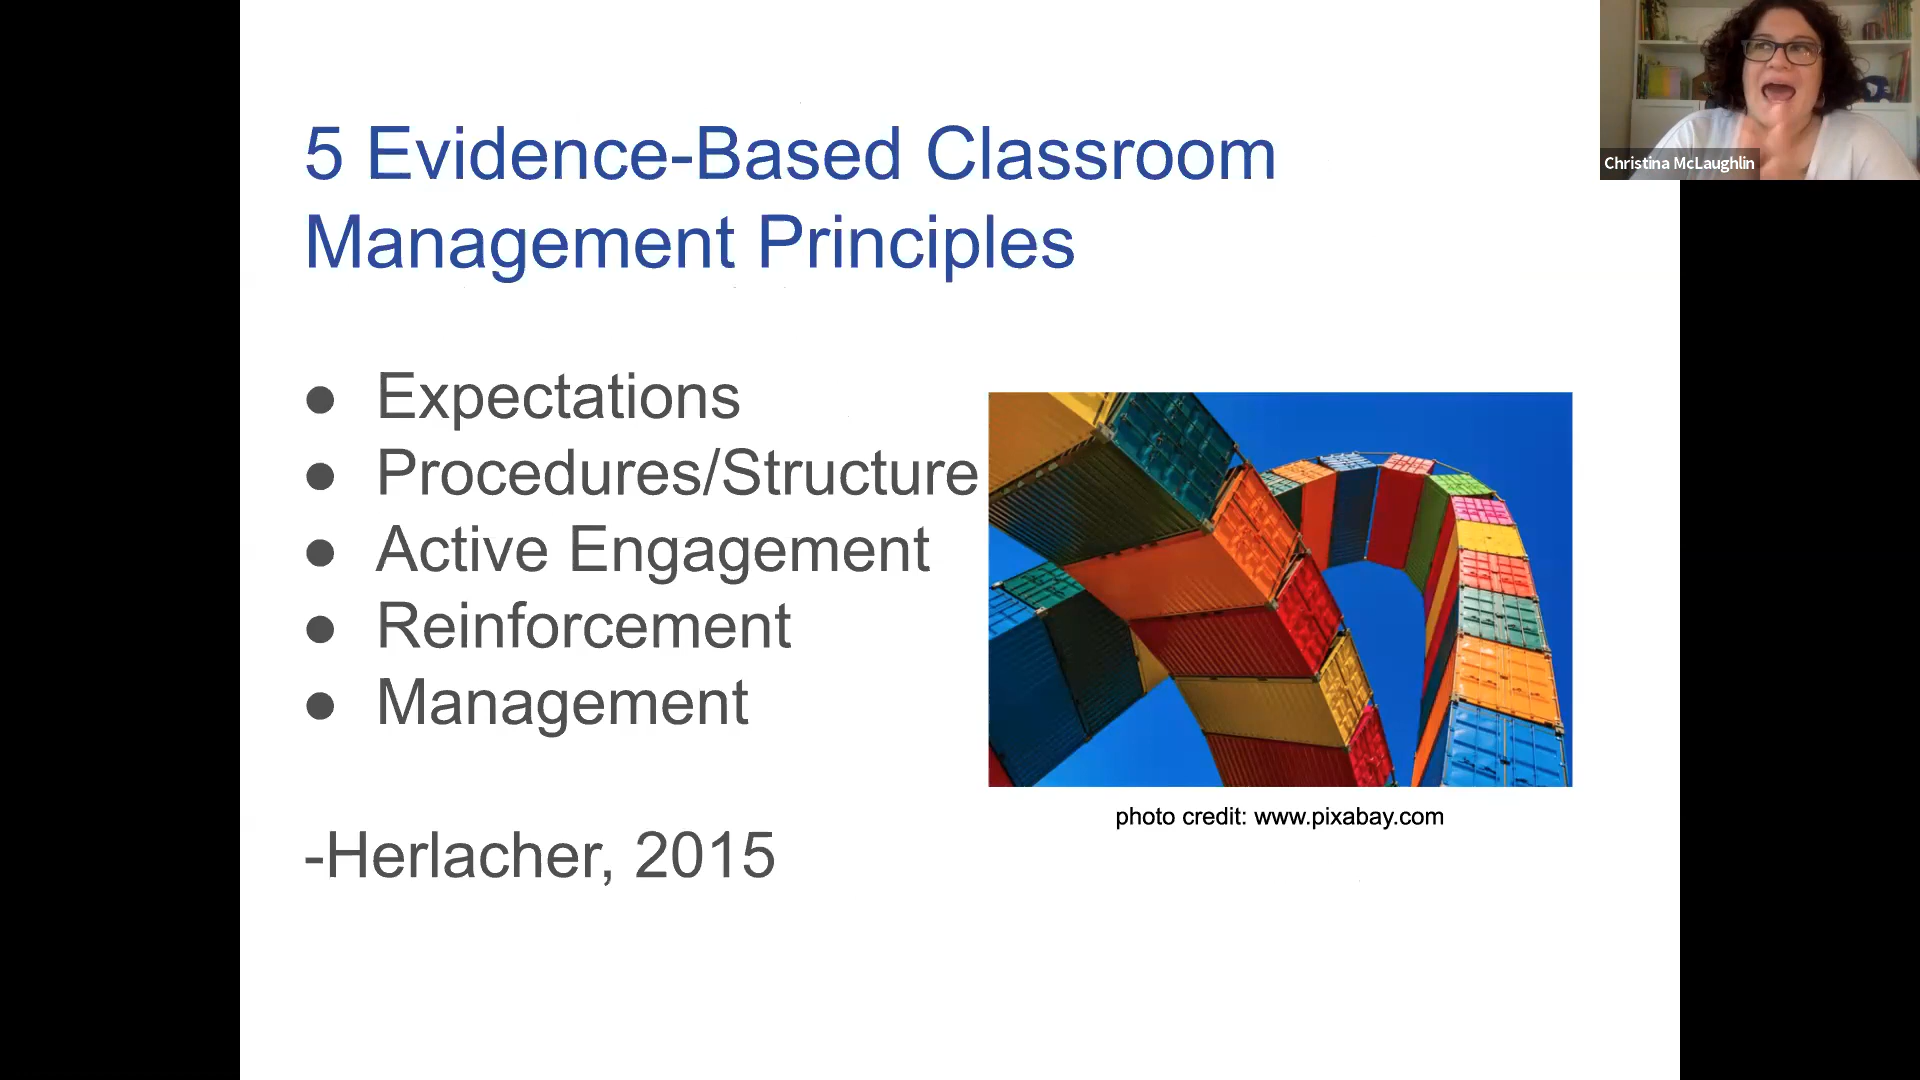 5 Evidence-Based Classroom
Management Principles
● Expectations
● Procedures/Structure
● Active Engagement
● Reinforcement
● Management
-Herlacher, 2015
photo credit: www.pixabay.com
Christina McLaughlin